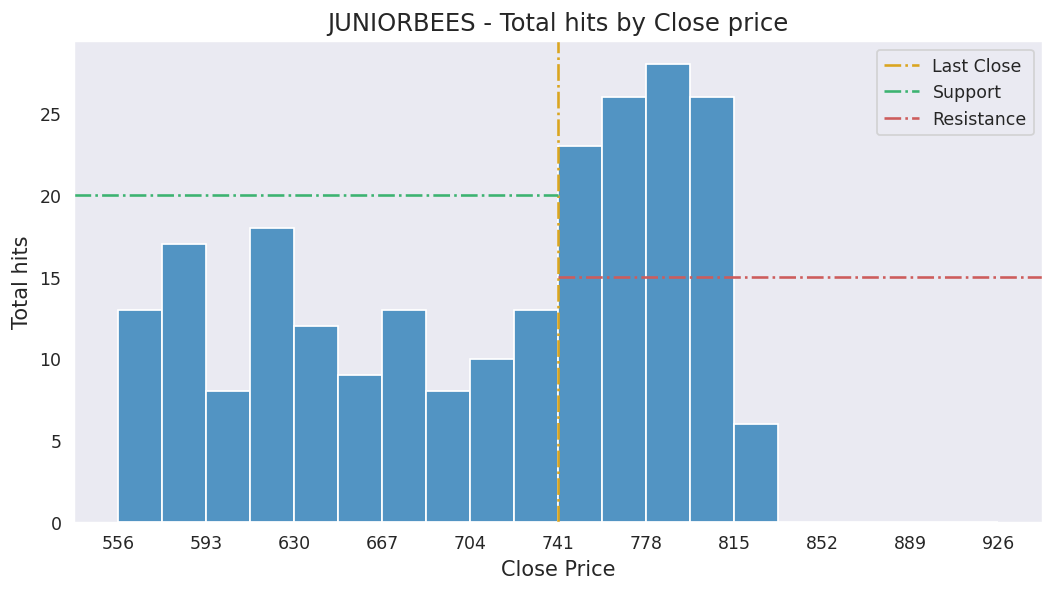 JUNIORBEES - Total hits by Close price
Last Close
Support
Resistance
Total hits
25
20
15
10
5
0
556 593 630 667 704 741 778 815 852 889 926
Close Price